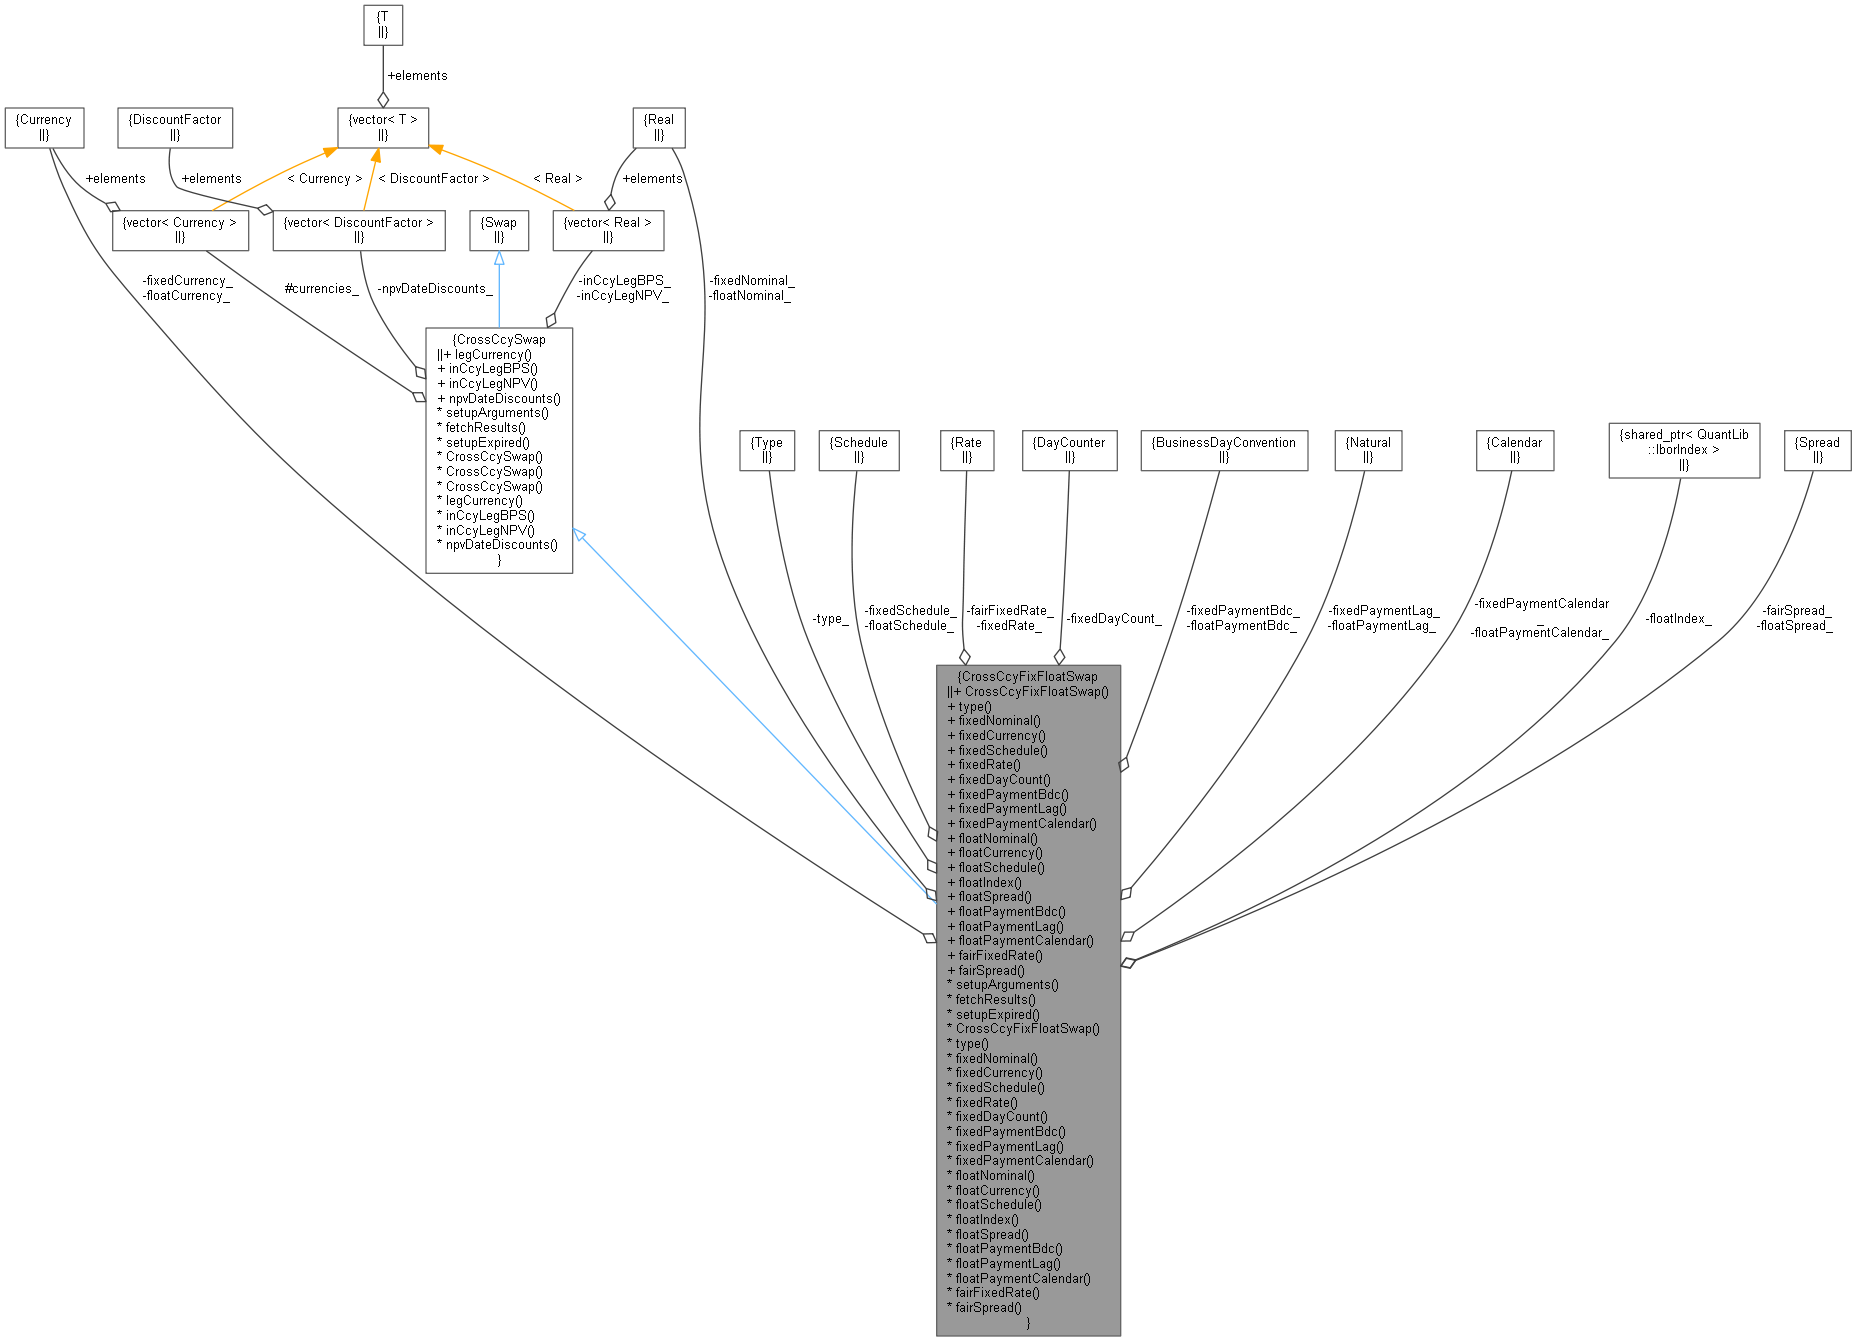 {T
||}
+elements
{Currency
||}
{DiscountFactor
||}
{vector< T >
||}
{Real
||}
+elements
+elements
< Currency >
< DiscountFactor >
< Real >
+elements
{vector< Currency >
||}
{vector< DiscountFactor >
||}
{Swap
||}
{vector< Real >
||}
-fixedCurrency_
-floatCurrency_
#currencies_
-npvDateDiscounts_
-inCcyLegBPS_
-inCcyLegNPV_
-fixedNominal_
-floatNominal_
{CrossCcySwap
||+ legCurrency()
+ inCcyLegBPS()
+ inCcyLegNPV()
+ npvDateDiscounts()
* setupArguments()
* fetchResults()
* setupExpired()
* CrossCcySwap()
* CrossCcySwap()
* CrossCcySwap()
* legCurrency()
* inCcyLegBPS()
* inCcyLegNPV()
* npvDateDiscounts()
}
{Type
||}
{Schedule
||}
{Rate
||}
{DayCounter
||}
{BusinessDayConvention
||}
{Natural
||}
{Calendar
||}
{shared_ptr< QuantLib
::IborIndex >
||}
{Spread
||}
-type_
-fixedSchedule_
-floatSchedule_
-fairFixedRate_
-fixedRate_
-fixedDayCount_
-fixedPaymentBdc_
-floatPaymentBdc_
-fixedPaymentLag_
-floatPaymentLag_
-fixedPaymentCalendar
_
-floatPaymentCalendar_
-floatIndex_
-fairSpread_
-floatSpread_
{CrossCcyFixFloatSwap
||+ CrossCcyFixFloatSwap()
+ type()
+ fixedNominal()
+ fixedCurrency()
+ fixedSchedule()
+ fixedRate()
+ fixedDayCount()
+ fixedPaymentBdc()
+ fixedPaymentLag()
+ fixedPaymentCalendar()
+ floatNominal()
+ floatCurrency()
+ floatSchedule()
+ floatIndex()
+ floatSpread()
+ floatPaymentBdc()
+ floatPaymentLag()
+ floatPaymentCalendar()
+ fairFixedRate()
+ fairSpread()
* setupArguments()
* fetchResults()
* setupExpired()
* CrossCcyFixFloatSwap()
* type()
* fixedNominal()
* fixedCurrency()
* fixedSchedule()
* fixedRate()
* fixedDayCount()
* fixedPaymentBdc()
* fixedPaymentLag()
* fixedPaymentCalendar()
* floatNominal()
* floatCurrency()
* floatSchedule()
* floatIndex()
* floatSpread()
* floatPaymentBdc()
* floatPaymentLag()
* floatPaymentCalendar()
* fairFixedRate()
* fairSpread()
}